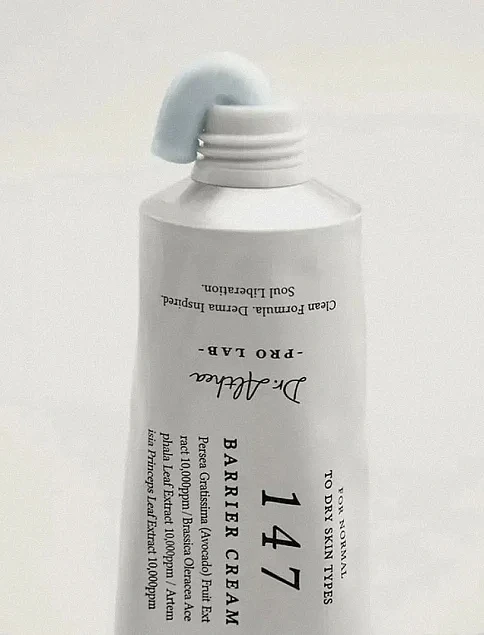 Clean Formula. Derma Inspired.
Soul Liberation.
-PRO LAB-
Dr. Althea
FOR NORMAL
TO DRY SKIN TYPES
147
BARRIER CREAM
Persea Gratissima (Avocado) Fruit Ext
ract 10,000ppm / Brassica Oleracea Ace
phala Leaf Extract 10,000ppm / Artem
isia Princeps Leaf Extract 10,000ppm